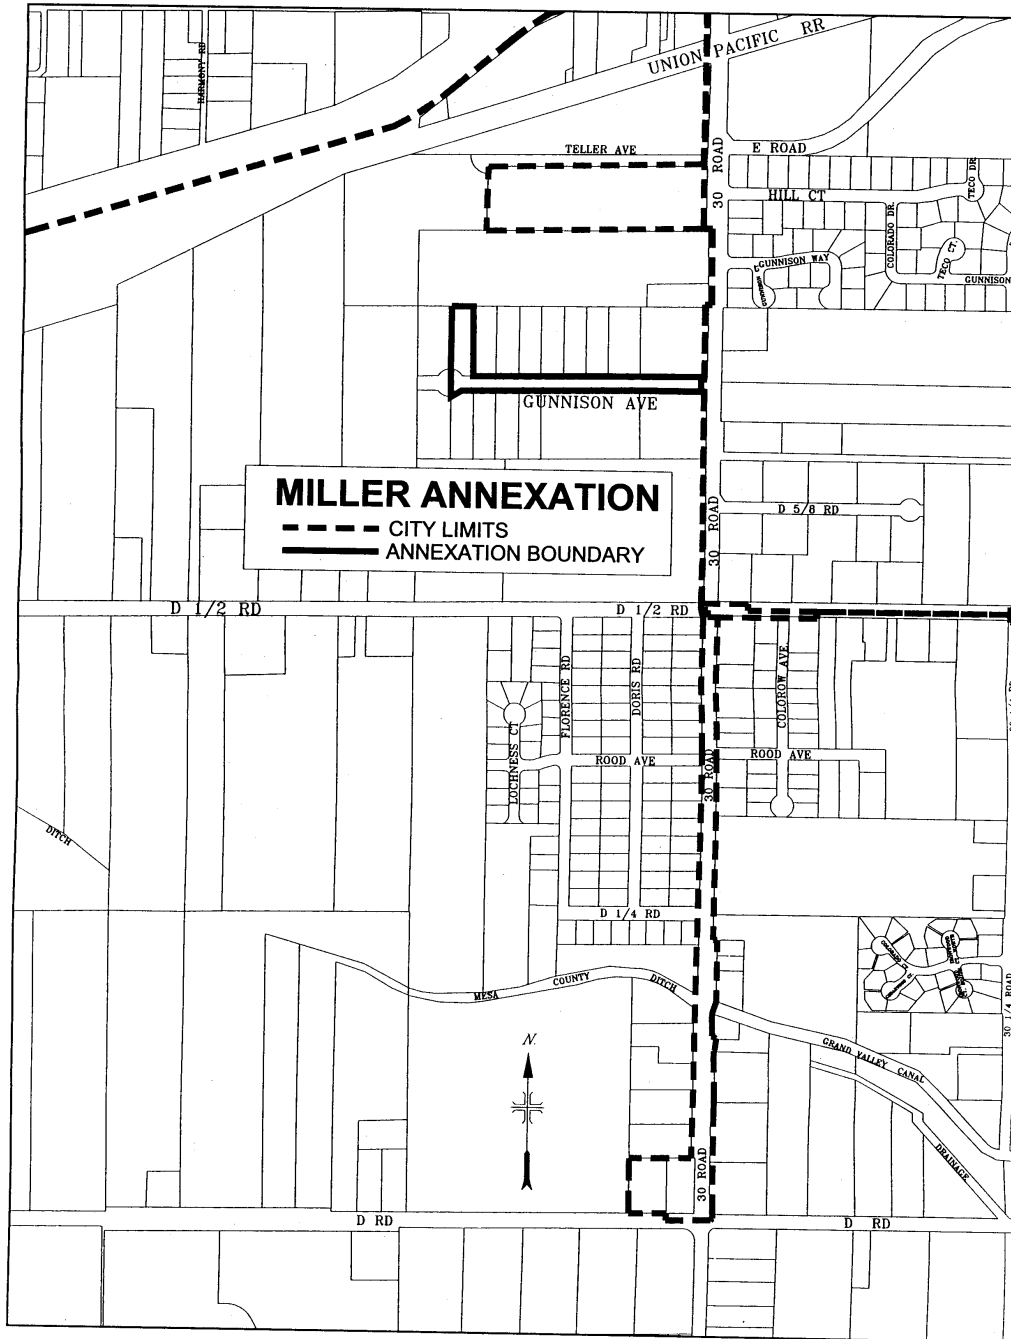 HARMONY RD
UNION PACIFIC RR
TELLER AVE
30 ROAD
E ROAD
HILL CT
TECO DR
COLORADO DR.
TECO CT.
GUNNISON WAY
GUNNISON
GUNNISON AVE
MILLER ANNEXATION
CITY LIMITS
ANNEXATION BOUNDARY
30 ROAD
D 5/8 RD
D 1/2 RD
D 1/2 RD
FLORENCE RD
DORIS RD
COLOROW AVE.
LOCHNESS CT
ROOD AVE
30 ROAD
ROOD AVE
DITCH
D 1/4 RD
MESA COUNTY DITCH
30 1/4 ROAD
N.
GRAND VALLEY CANAL
DRAINAGE
30 ROAD
D RD
D RD